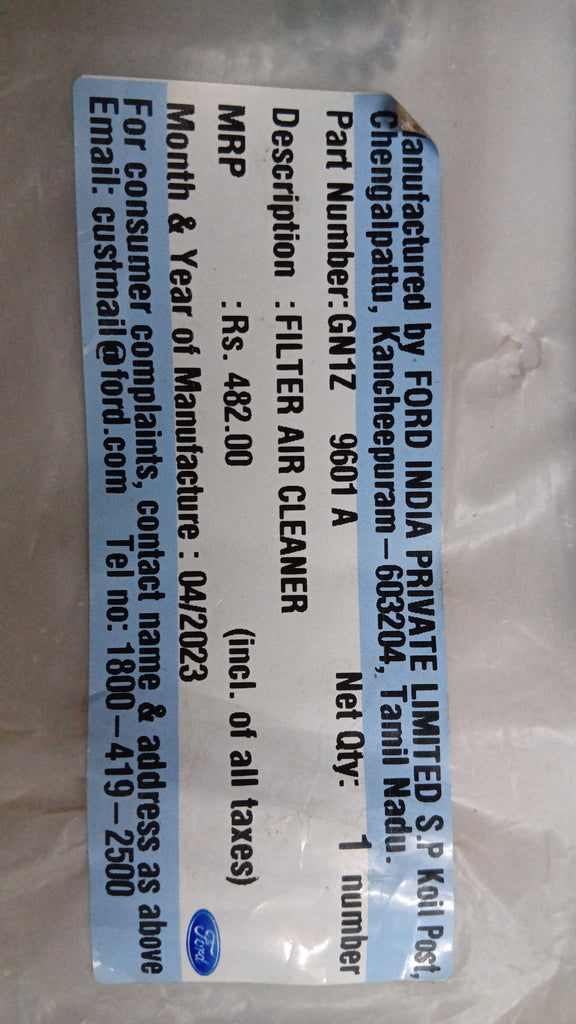 anufactured by FORD INDIA PRIVATE LIMITED S.P Koil Post,
Chengalpattu, Kancheepuram – 603204, Tamil Nadu.
Part Number: GN1Z 9601 A Net Qty: 1 number
Description : FILTER AIR CLEANER
MRP : Rs. 482.00 (incl. of all taxes)
Month & Year of Manufacture : 04/2023
Ford
For consumer complaints, contact name & address as above
Email: custmail@ford.com Tel no: 1800–419–2500